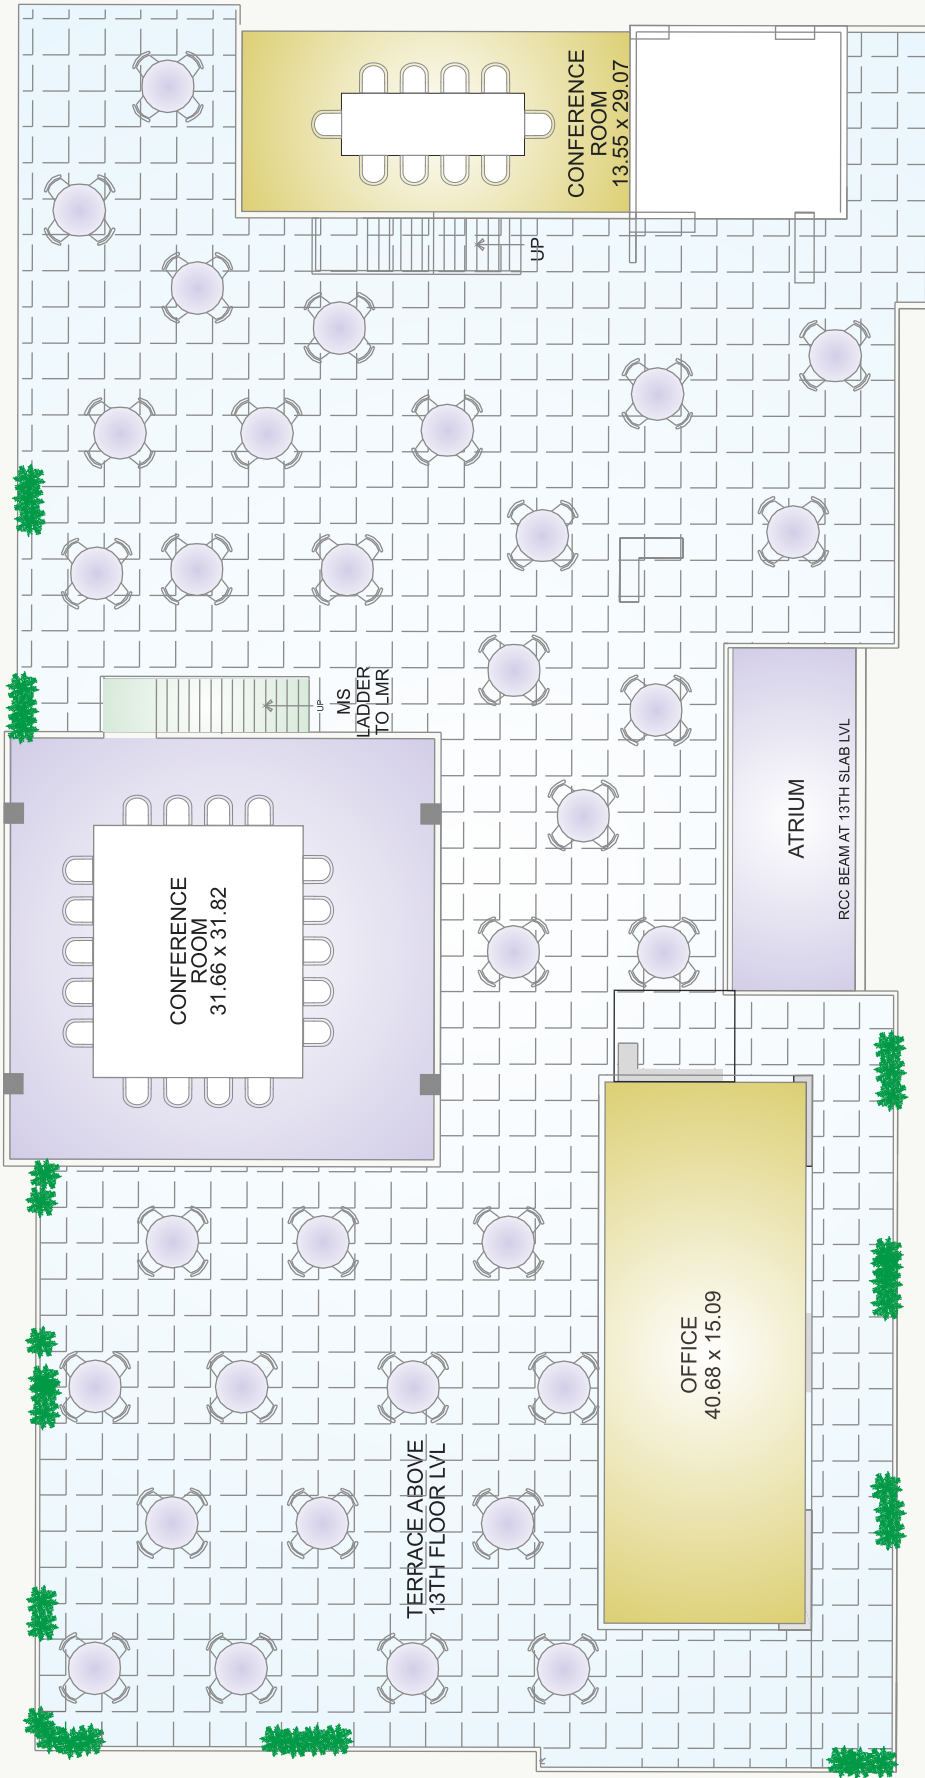 CONFERENCE
ROOM
13.55 x 29.07
UP
UP
MS
LADDER
TO LMR
CONFERENCE
ROOM
31.66 x 31.82
ATRIUM
RCC BEAM AT 13TH SLAB LVL
OFFICE
40.68 x 15.09
TERRACE ABOVE
13TH FLOOR LVL